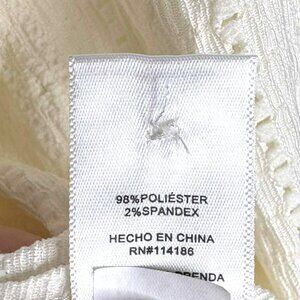 98%POLIÉSTER
2%SPANDEX
HECHO EN CHINA
RN#114186
PRENDA